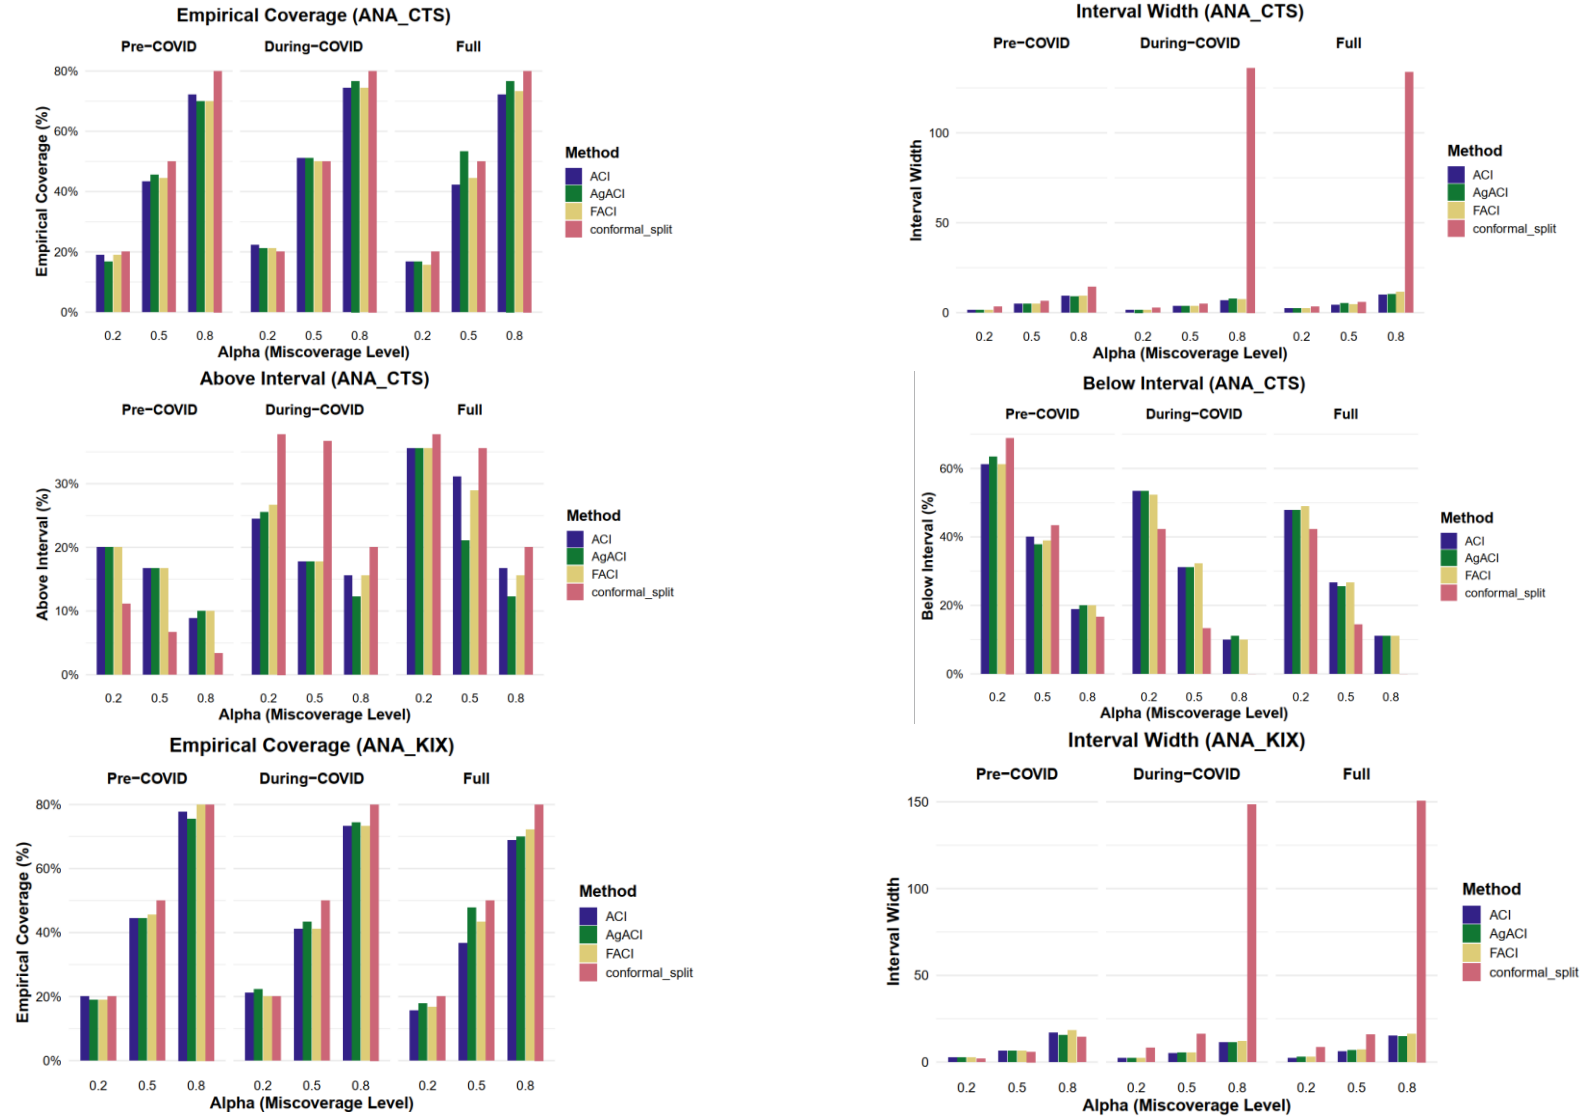 Empirical Coverage (ANA_CTS)
Pre−COVID During−COVID Full
Empirical Coverage (%)
80%
60%
40%
20%
0%
0.2 0.5 0.8 0.2 0.5 0.8 0.2 0.5 0.8
Alpha (Miscoverage Level)
Method
ACI
AgACI
FACI
conformal_split
Interval Width (ANA_CTS)
Pre−COVID During−COVID Full
Interval Width
100
50
0
0.2 0.5 0.8 0.2 0.5 0.8 0.2 0.5 0.8
Alpha (Miscoverage Level)
Method
ACI
AgACI
FACI
conformal_split
Above Interval (ANA_CTS)
Pre−COVID During−COVID Full
Above Interval (%)
30%
20%
10%
0%
0.2 0.5 0.8 0.2 0.5 0.8 0.2 0.5 0.8
Alpha (Miscoverage Level)
Method
ACI
AgACI
FACI
conformal_split
Below Interval (ANA_CTS)
Pre−COVID During−COVID Full
Below Interval (%)
60%
40%
20%
0%
0.2 0.5 0.8 0.2 0.5 0.8 0.2 0.5 0.8
Alpha (Miscoverage Level)
Method
ACI
AgACI
FACI
conformal_split
Empirical Coverage (ANA_KIX)
Pre−COVID During−COVID Full
Empirical Coverage (%)
80%
60%
40%
20%
0%
0.2 0.5 0.8 0.2 0.5 0.8 0.2 0.5 0.8
Alpha (Miscoverage Level)
Method
ACI
AgACI
FACI
conformal_split
Interval Width (ANA_KIX)
Pre−COVID During−COVID Full
Interval Width
150
100
50
0
0.2 0.5 0.8 0.2 0.5 0.8 0.2 0.5 0.8
Alpha (Miscoverage Level)
Method
ACI
AgACI
FACI
conformal_split